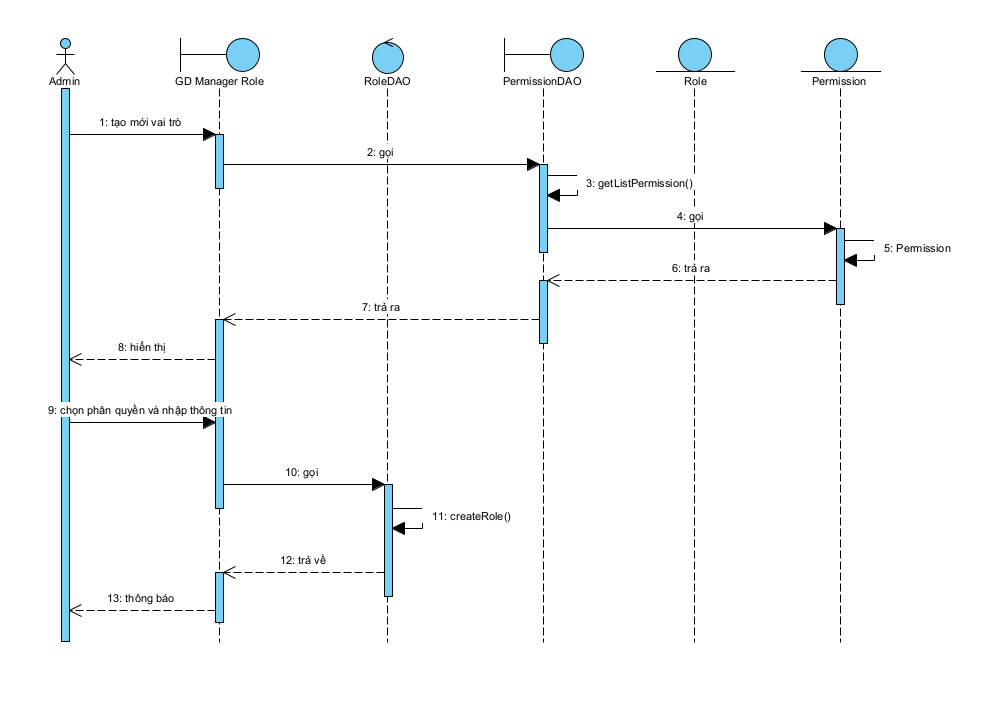 Admin
GD Manager Role
RoleDAO
PermissionDAO
Role
Permission
1: tạo mới vai trò
2: gọi
3: getListPermission()
4: gọi
5: Permission
6: trả ra
7: trả ra
8: hiển thị
9: chọn phân quyền và nhập thông tin
10: gọi
11: createRole()
12: trả về
13: thông báo